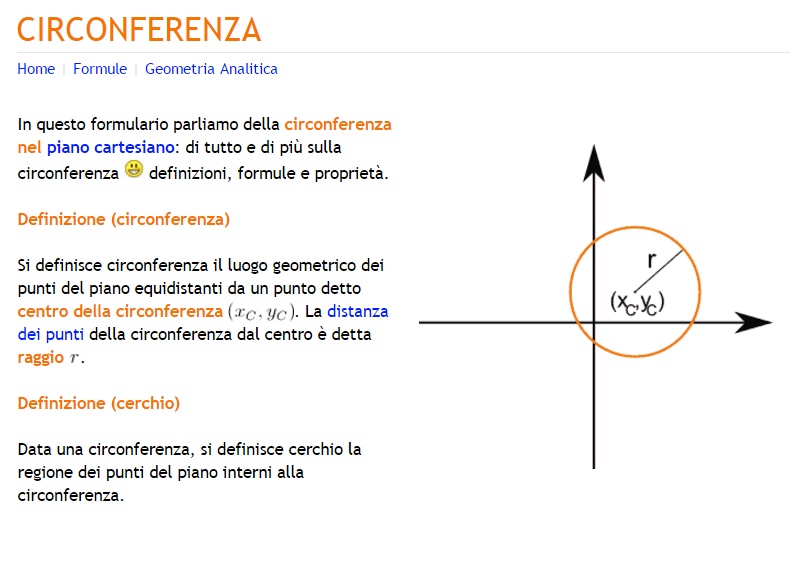 CIRCONFERENZA
Home | Formule | Geometria Analitica
In questo formulario parliamo della circonferenza
nel piano cartesiano: di tutto e di più sulla
circonferenza definizioni, formule e proprietà.
Definizione (circonferenza)
Si definisce circonferenza il luogo geometrico dei
punti del piano equidistanti da un punto detto
centro della circonferenza (x_C, y_C). La distanza
dei punti della circonferenza dal centro è detta
raggio r.
Definizione (cerchio)
Data una circonferenza, si definisce cerchio la
regione dei punti del piano interni alla
circonferenza.
r
(x_C, y_C)